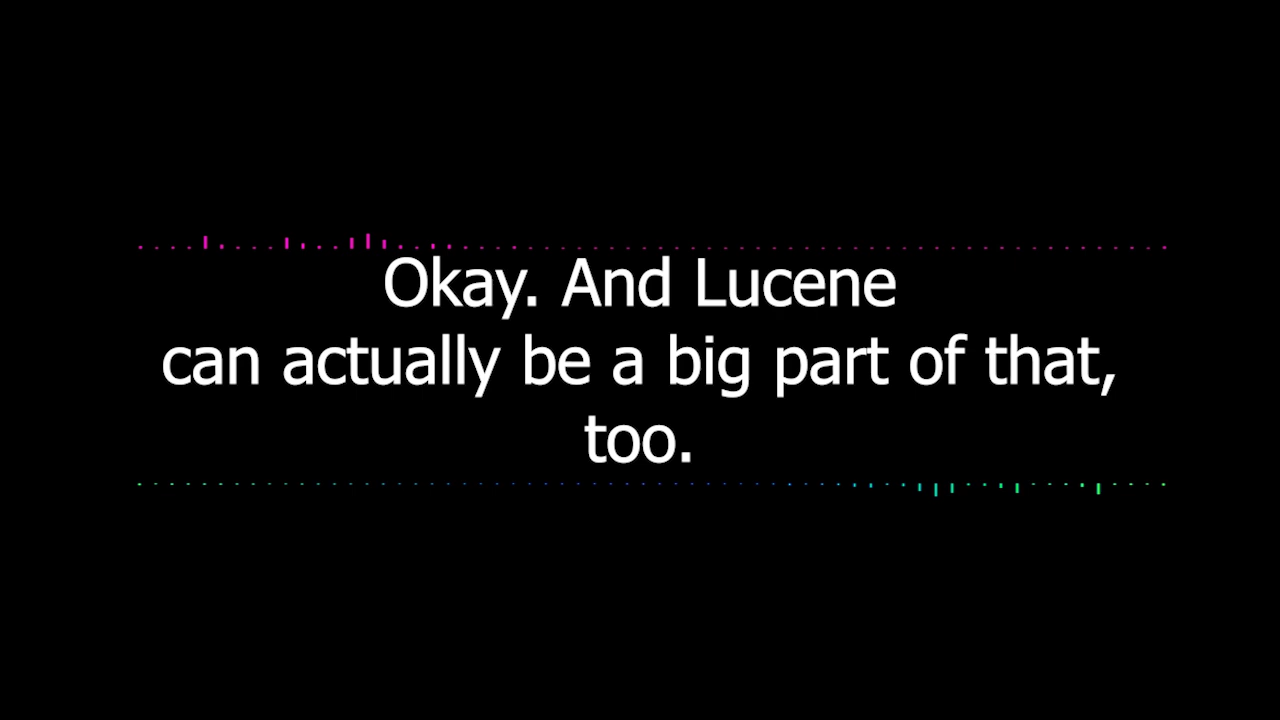 Okay. And Lucene
can actually be a big part of that,
too.